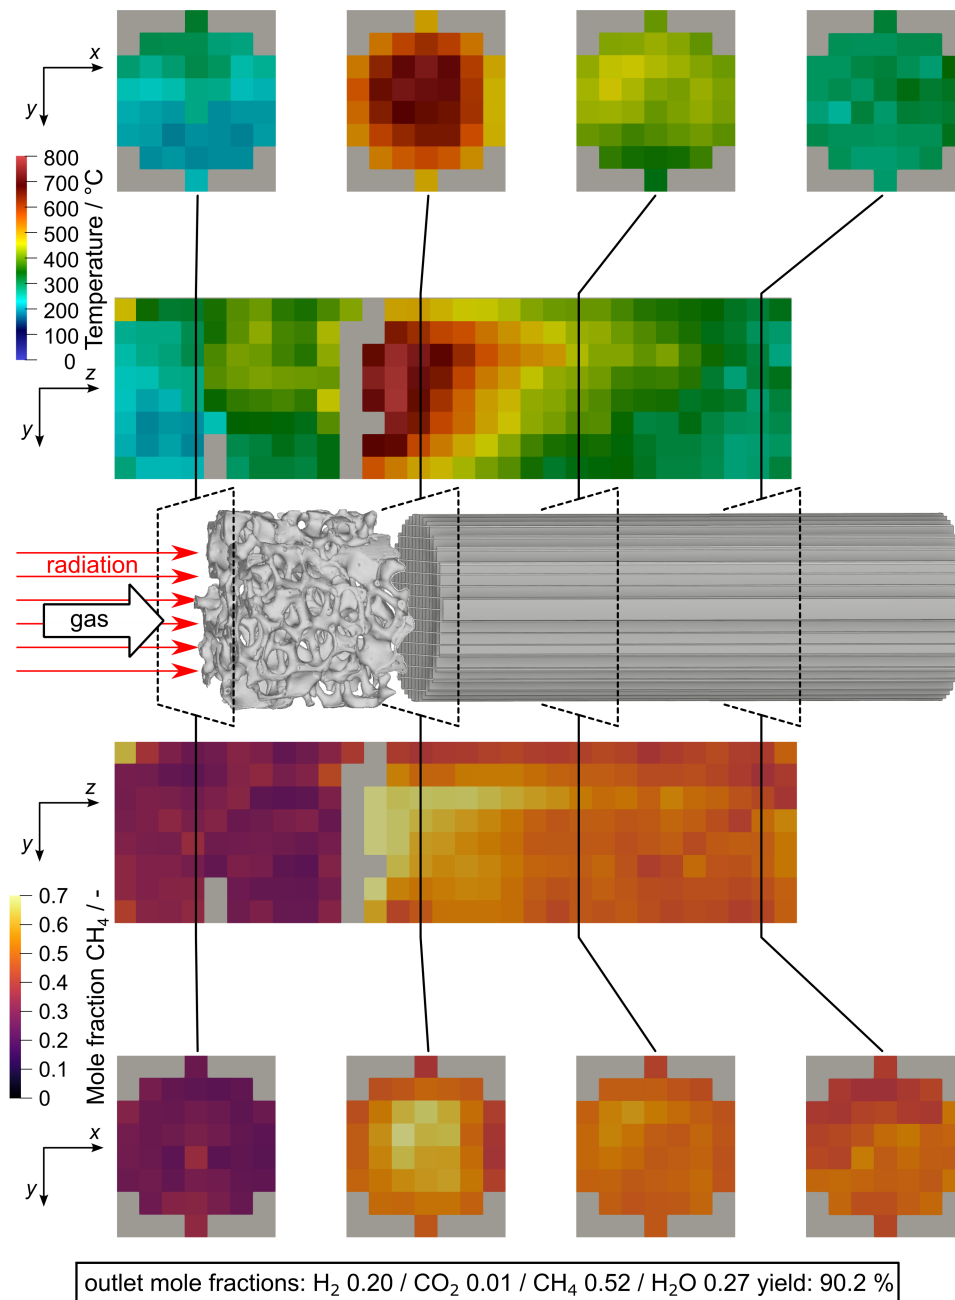 x
y
800
700
600
500
400
300
200
100
0
Temperature / °C
z
y
radiation
gas
z
y
0.7
0.6
0.5
0.4
0.3
0.2
0.1
0
Mole fraction CH₄ / -
x
y
outlet mole fractions: H₂ 0.20 / CO₂ 0.01 / CH₄ 0.52 / H₂O 0.27 yield: 90.2 %